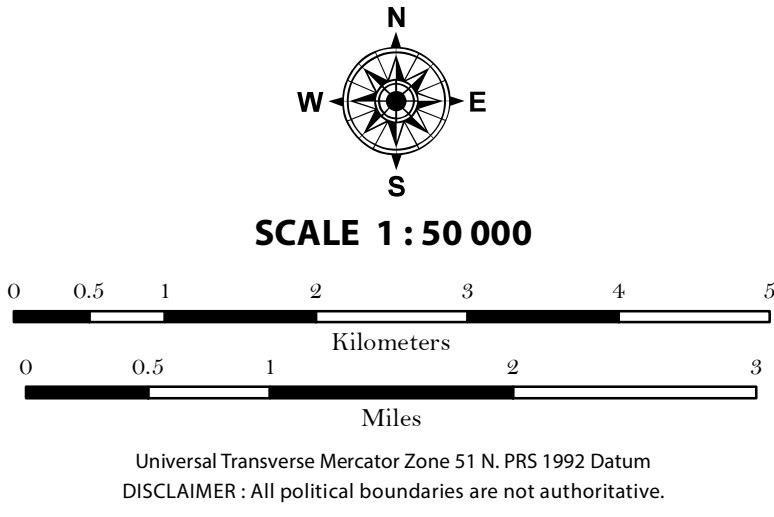 N
W E
S
SCALE 1 : 50 000
0 0.5 1 2 3 4 5
Kilometers
0 0.5 1 2 3
Miles
Universal Transverse Mercator Zone 51 N. PRS 1992 Datum
DISCLAIMER : All political boundaries are not authoritative.